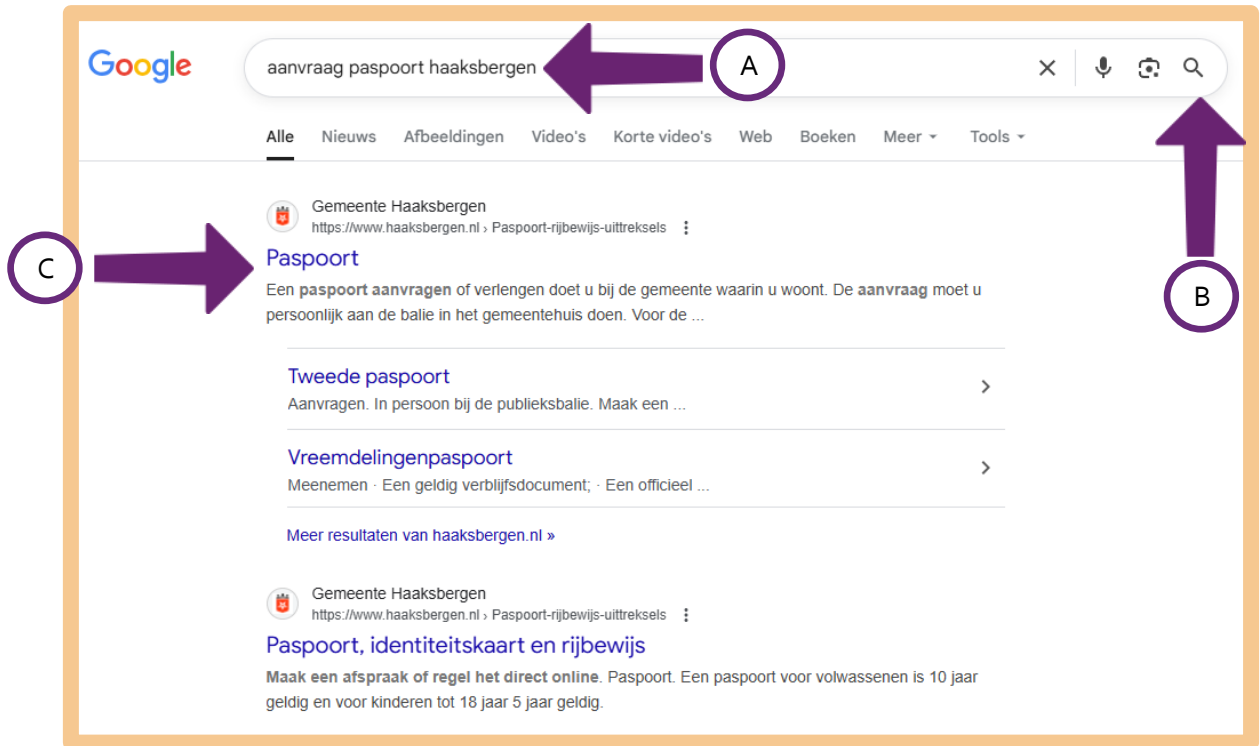 Google
aanvraag paspoort haaksbergen
A
Alle Nieuws Afbeeldingen Video's Korte video's Web Boeken Meer Tools
Gemeente Haaksbergen
https://www.haaksbergen.nl › Paspoort-rijbewijs-uittreksels
C
Paspoort
B
Een paspoort aanvragen of verlengen doet u bij de gemeente waarin u woont. De aanvraag moet u
persoonlijk aan de balie in het gemeentehuis doen. Voor de ...
Tweede paspoort
Aanvragen. In persoon bij de publieksbalie. Maak een ...
Vreemdelingenpaspoort
Meenemen · Een geldig verblijfsdocument; · Een officieel ...
Meer resultaten van haaksbergen.nl »
Gemeente Haaksbergen
https://www.haaksbergen.nl › Paspoort-rijbewijs-uittreksels
Paspoort, identiteitskaart en rijbewijs
Maak een afspraak of regel het direct online. Paspoort. Een paspoort voor volwassenen is 10 jaar
geldig en voor kinderen tot 18 jaar 5 jaar geldig.